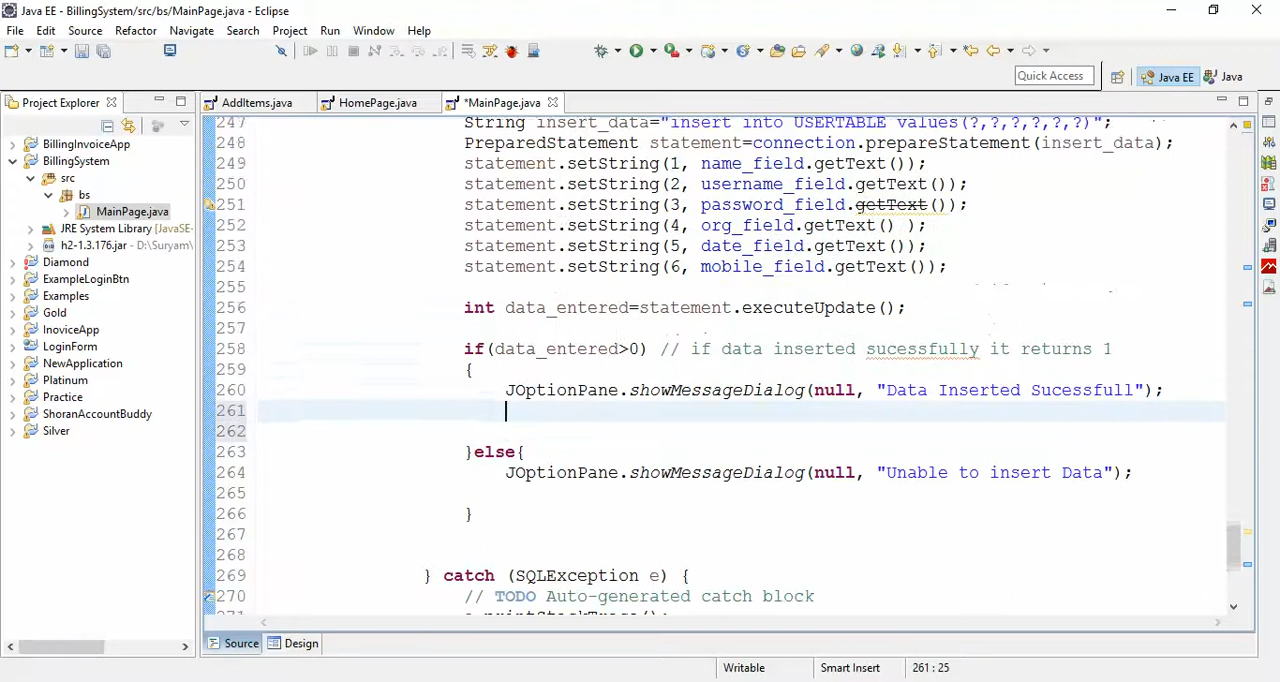 Java EE - BillingSystem/src/bs/MainPage.java - Eclipse
File Edit Source Refactor Navigate Search Project Run Window Help
Quick Access
Java EE
Java
Project Explorer
AddItems.java
HomePage.java
*MainPage.java
BillingInvoiceApp
BillingSystem
src
bs
MainPage.java
JRE System Library [JavaSE-
h2-1.3.176.jar - D:\Suryam\
Diamond
ExampleLoginBtn
Examples
Gold
InoviceApp
LoginForm
NewApplication
Platinum
Practice
ShoranAccountBuddy
Silver
247 String insert_data="insert into USERTABLE values(?,?,?,?,?,?)";
248 PreparedStatement statement=connection.prepareStatement(insert_data);
249 statement.setString(1, name_field.getText());
250 statement.setString(2, username_field.getText());
251 statement.setString(3, password_field.getText());
252 statement.setString(4, org_field.getText() );
253 statement.setString(5, date_field.getText());
254 statement.setString(6, mobile_field.getText());
255
256 int data_entered=statement.executeUpdate();
257
258 if(data_entered>0) // if data inserted sucessfully it returns 1
259 {
260 JOptionPane.showMessageDialog(null, "Data Inserted Sucessfull");
261
262
263 }else{
264 JOptionPane.showMessageDialog(null, "Unable to insert Data");
265
266 }
267
268
269 } catch (SQLException e) {
270 // TODO Auto-generated catch block
Source Design
Writable Smart Insert 261 : 25